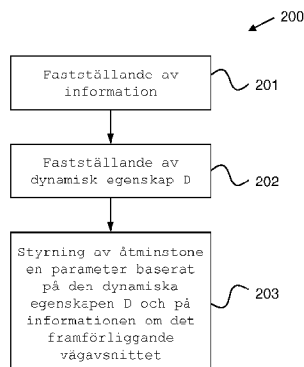 200
Fastställande av
information
201
Fastställande av
dynamisk egenskap D
202
Styrning av åtminstone
en parameter baserat
på den dynamiska
egenskapen D och på
informationen om det
framförliggande
vägavsnittet
203